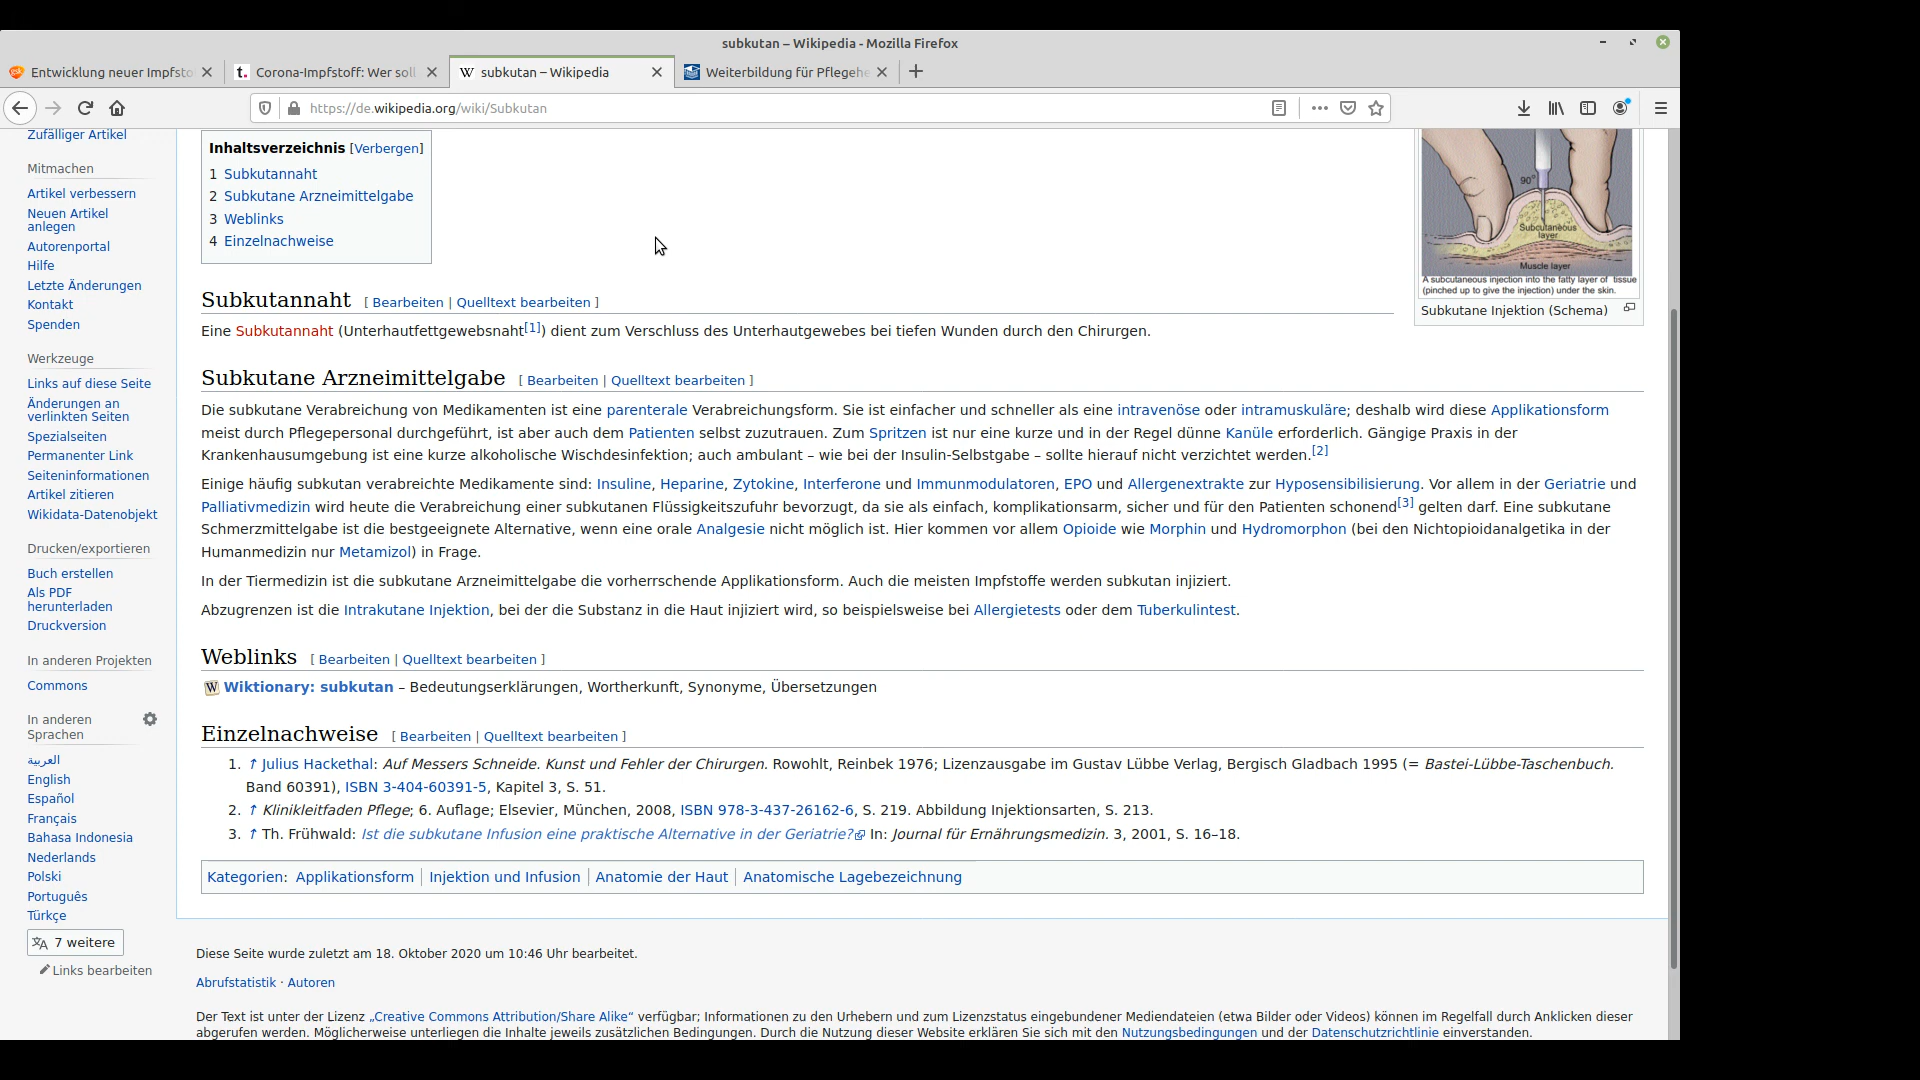 subkutan – Wikipedia - Mozilla Firefox
Entwicklung neuer Impfsto
t. Corona-Impfstoff: Wer soll
W subkutan – Wikipedia
Weiterbildung für Pflegehe
https://de.wikipedia.org/wiki/Subkutan
Zufälliger Artikel
Mitmachen
Artikel verbessern
Neuen Artikel
anlegen
Autorenportal
Hilfe
Letzte Änderungen
Kontakt
Spenden
Werkzeuge
Links auf diese Seite
Änderungen an
verlinkten Seiten
Spezialseiten
Permanenter Link
Seiteninformationen
Artikel zitieren
Wikidata-Datenobjekt
Drucken/exportieren
Buch erstellen
Als PDF
herunterladen
Druckversion
In anderen Projekten
Commons
In anderen
Sprachen
العربية
English
Español
Français
Bahasa Indonesia
Nederlands
Polski
Português
Türkçe
7 weitere
Links bearbeiten
Inhaltsverzeichnis [Verbergen]
1 Subkutannaht
2 Subkutane Arzneimittelgabe
3 Weblinks
4 Einzelnachweise
90°
Subcutaneous
layer
Muscle layer
A subcutaneous injection into the fatty layer of tissue
(pinched up to give the injection) under the skin.
Subkutane Injektion (Schema)
Subkutannaht [ Bearbeiten | Quelltext bearbeiten ]
Eine Subkutannaht (Unterhautfettgewebsnaht[1]) dient zum Verschluss des Unterhautgewebes bei tiefen Wunden durch den Chirurgen.
Subkutane Arzneimittelgabe [ Bearbeiten | Quelltext bearbeiten ]
Die subkutane Verabreichung von Medikamenten ist eine parenterale Verabreichungsform. Sie ist einfacher und schneller als eine intravenöse oder intramuskuläre; deshalb wird diese Applikationsform
meist durch Pflegepersonal durchgeführt, ist aber auch dem Patienten selbst zuzutrauen. Zum Spritzen ist nur eine kurze und in der Regel dünne Kanüle erforderlich. Gängige Praxis in der
Krankenhausumgebung ist eine kurze alkoholische Wischdesinfektion; auch ambulant – wie bei der Insulin-Selbstgabe – sollte hierauf nicht verzichtet werden.[2]
Einige häufig subkutan verabreichte Medikamente sind: Insuline, Heparine, Zytokine, Interferone und Immunmodulatoren, EPO und Allergenextrakte zur Hyposensibilisierung. Vor allem in der Geriatrie und
Palliativmedizin wird heute die Verabreichung einer subkutanen Flüssigkeitszufuhr bevorzugt, da sie als einfach, komplikationsarm, sicher und für den Patienten schonend[3] gelten darf. Eine subkutane
Schmerzmittelgabe ist die bestgeeignete Alternative, wenn eine orale Analgesie nicht möglich ist. Hier kommen vor allem Opioide wie Morphin und Hydromorphon (bei den Nichtopioidanalgetika in der
Humanmedizin nur Metamizol) in Frage.
In der Tiermedizin ist die subkutane Arzneimittelgabe die vorherrschende Applikationsform. Auch die meisten Impfstoffe werden subkutan injiziert.
Abzugrenzen ist die Intrakutane Injektion, bei der die Substanz in die Haut injiziert wird, so beispielsweise bei Allergietests oder dem Tuberkulintest.
Weblinks [ Bearbeiten | Quelltext bearbeiten ]
W Wiktionary: subkutan – Bedeutungserklärungen, Wortherkunft, Synonyme, Übersetzungen
Einzelnachweise [ Bearbeiten | Quelltext bearbeiten ]
1. ↑ Julius Hackethal: Auf Messers Schneide. Kunst und Fehler der Chirurgen. Rowohlt, Reinbek 1976; Lizenzausgabe im Gustav Lübbe Verlag, Bergisch Gladbach 1995 (= Bastei-Lübbe-Taschenbuch.
Band 60391), ISBN 3-404-60391-5, Kapitel 3, S. 51.
2. ↑ Klinikleitfaden Pflege; 6. Auflage; Elsevier, München, 2008, ISBN 978-3-437-26162-6, S. 219. Abbildung Injektionsarten, S. 213.
3. ↑ Th. Frühwald: Ist die subkutane Infusion eine praktische Alternative in der Geriatrie? In: Journal für Ernährungsmedizin. 3, 2001, S. 16–18.
Kategorien: Applikationsform | Injektion und Infusion | Anatomie der Haut | Anatomische Lagebezeichnung
Diese Seite wurde zuletzt am 18. Oktober 2020 um 10:46 Uhr bearbeitet.
Abrufstatistik · Autoren
Der Text ist unter der Lizenz „Creative Commons Attribution/Share Alike“ verfügbar; Informationen zu den Urhebern und zum Lizenzstatus eingebundener Mediendateien (etwa Bilder oder Videos) können im Regelfall durch Anklicken dieser
abgerufen werden. Möglicherweise unterliegen die Inhalte jeweils zusätzlichen Bedingungen. Durch die Nutzung dieser Website erklären Sie sich mit den Nutzungsbedingungen und der Datenschutzrichtlinie einverstanden.